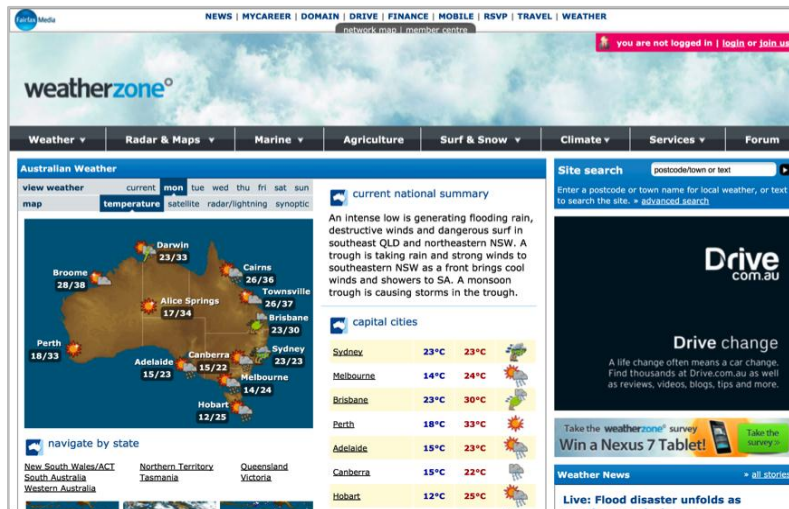 Fairfax Media
NEWS | MYCAREER | DOMAIN | DRIVE | FINANCE | MOBILE | RSVP | TRAVEL | WEATHER
network map | member centre
you are not logged in | login or join us
weatherzone°
Weather Radar & Maps Marine Agriculture Surf & Snow Climate Services Forum
Australian Weather
view weather current mon tue wed thu fri sat sun
map temperature satellite radar/lightning synoptic
Darwin
23/33
Broome
28/38
Cairns
26/36
Townsville
26/37
Alice Springs
17/34
Brisbane
23/30
Perth
18/33
Sydney
23/23
Canberra
15/22
Adelaide
15/23
Melbourne
14/24
Hobart
12/25
navigate by state
New South Wales/ACT Northern Territory Queensland
South Australia Tasmania Victoria
Western Australia
current national summary
An intense low is generating flooding rain,
destructive winds and dangerous surf in
southeast QLD and northeastern NSW. A
trough is taking rain and strong winds to
southeastern NSW as a front brings cool
winds and showers to SA. A monsoon
trough is causing storms in the trough.
capital cities
Sydney 23°C 23°C
Melbourne 14°C 24°C
Brisbane 23°C 30°C
Perth 18°C 33°C
Adelaide 15°C 23°C
Canberra 15°C 22°C
Hobart 12°C 25°C
Site search postcode/town or text
Enter a postcode or town name for local weather, or text
to search the site. » advanced search
Drive
com.au
Drive change
A life change often means a car change.
Find thousands at Drive.com.au as well
as reviews, videos, blogs, tips and more.
Take the weatherzone° survey
Win a Nexus 7 Tablet!
Take the
survey >>
Weather News » all stories
Live: Flood disaster unfolds as